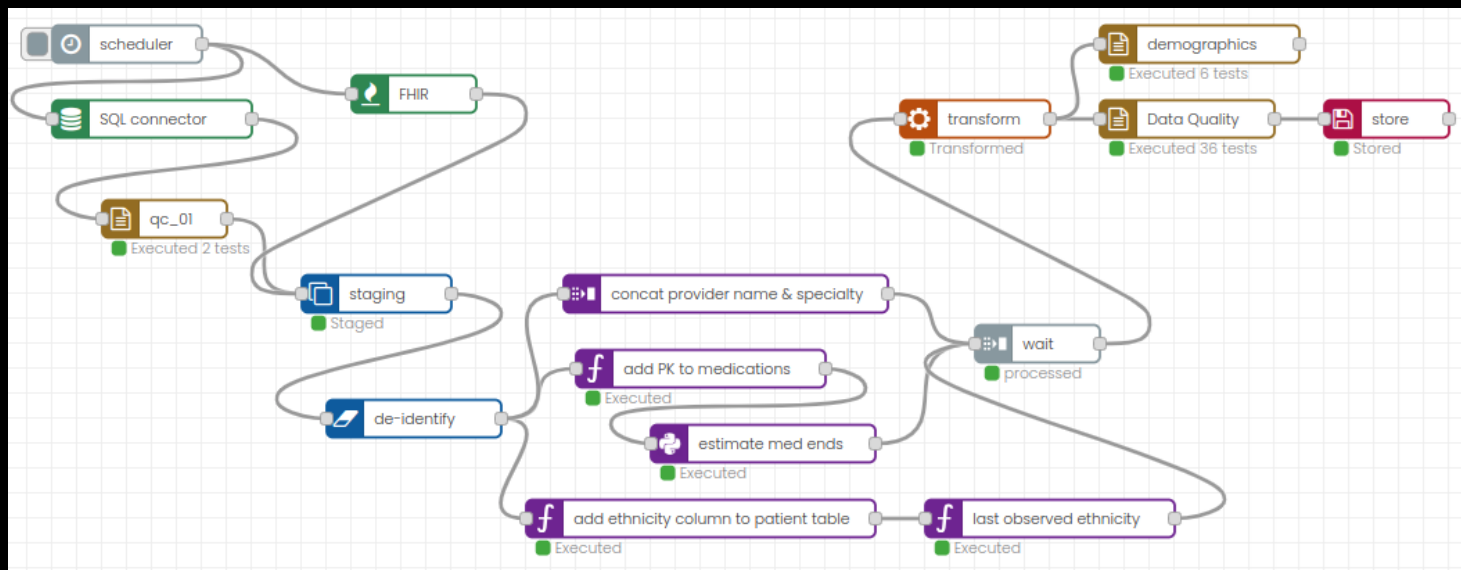 scheduler
demographics
Executed 6 tests
FHIR
SQL connector
transform
Transformed
Data Quality
Executed 36 tests
store
Stored
qc_01
Executed 2 tests
staging
Staged
concat provider name & specialty
wait
processed
add PK to medications
Executed
de-identify
estimate med ends
Executed
add ethnicity column to patient table
Executed
last observed ethnicity
Executed